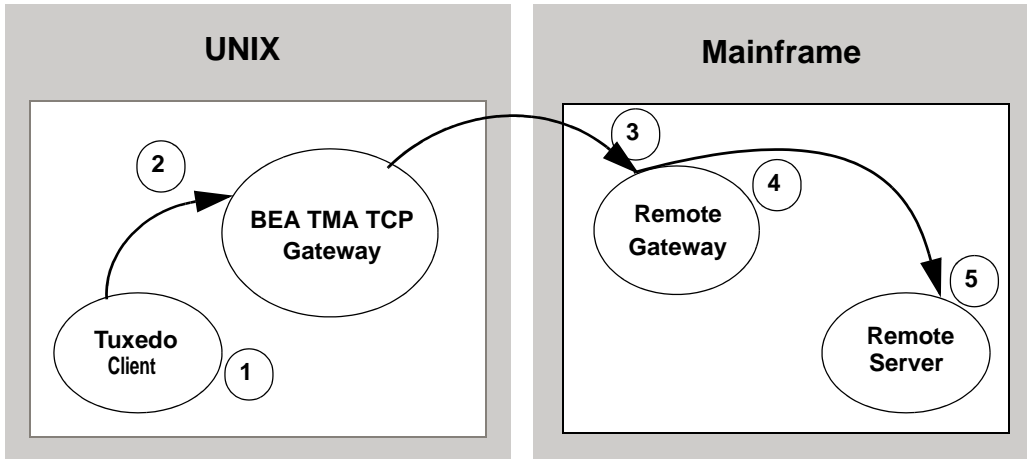 UNIX
Mainframe
2
3
4
BEA TMA TCP
Gateway
Remote
Gateway
5
Tuxedo
Client
1
Remote
Server